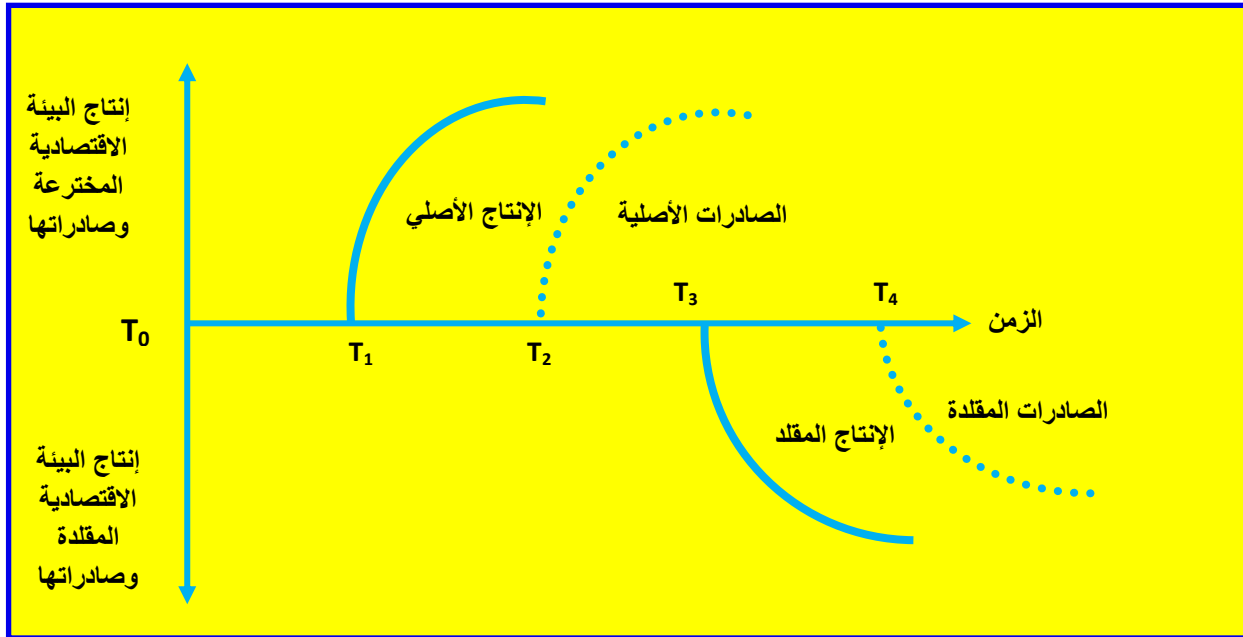 إنتاج البيئة
الاقتصادية
المخترعة
وصادراتها
الإنتاج الأصلي
الصادرات الأصلية
T0
T1
T2
T3
T4
الزمن
الإنتاج المقلد
الصادرات المقلدة
إنتاج البيئة
الاقتصادية
المقلدة
وصادراتها